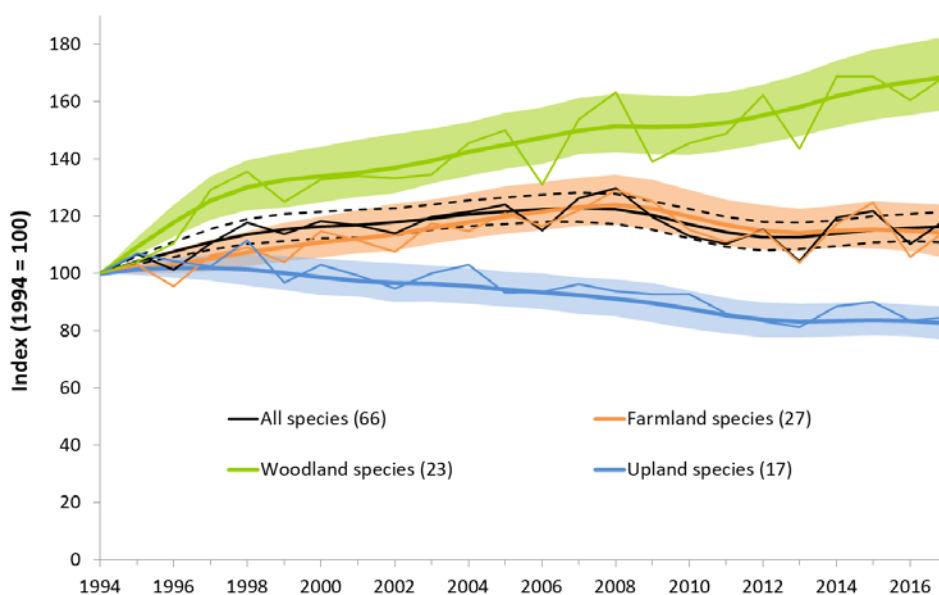 Index (1994 = 100)
180
160
140
120
100
80
60
40
20
0
All species (66)
Farmland species (27)
Woodland species (23)
Upland species (17)
1994 1996 1998 2000 2002 2004 2006 2008 2010 2012 2014 2016